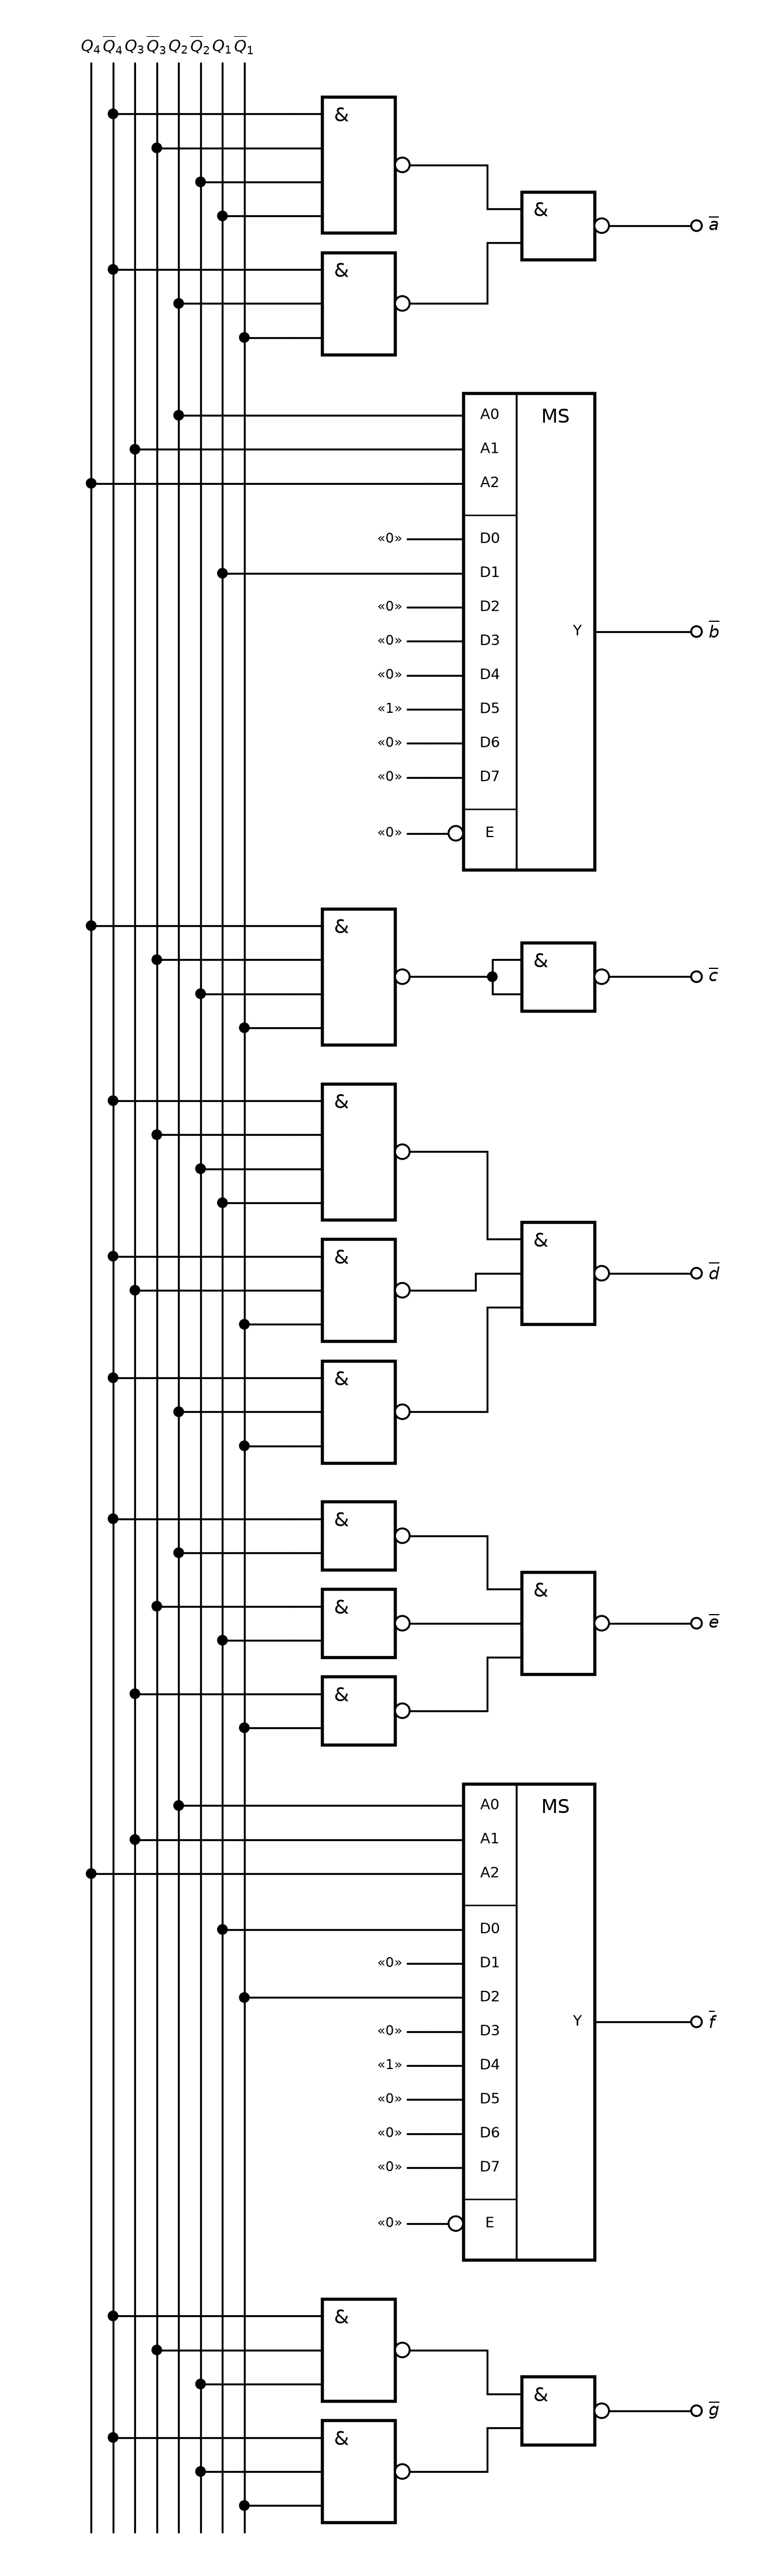 Q₄ Q̅₄ Q₃ Q̅₃ Q₂ Q̅₂ Q₁ Q̅₁
&
&
a̅
&
A0 MS
A1
A2
«0» D0
D1
«0» D2
«0» D3 Y b̅
«0» D4
«1» D5
«0» D6
«0» D7
«0» E
&
&
c̅
&
&
&
d̅
&
&
&
e̅
&
&
A0 MS
A1
A2
D0
«0» D1
D2
«0» D3 Y f̅
«1» D4
«0» D5
«0» D6
«0» D7
«0» E
&
&
g̅
&